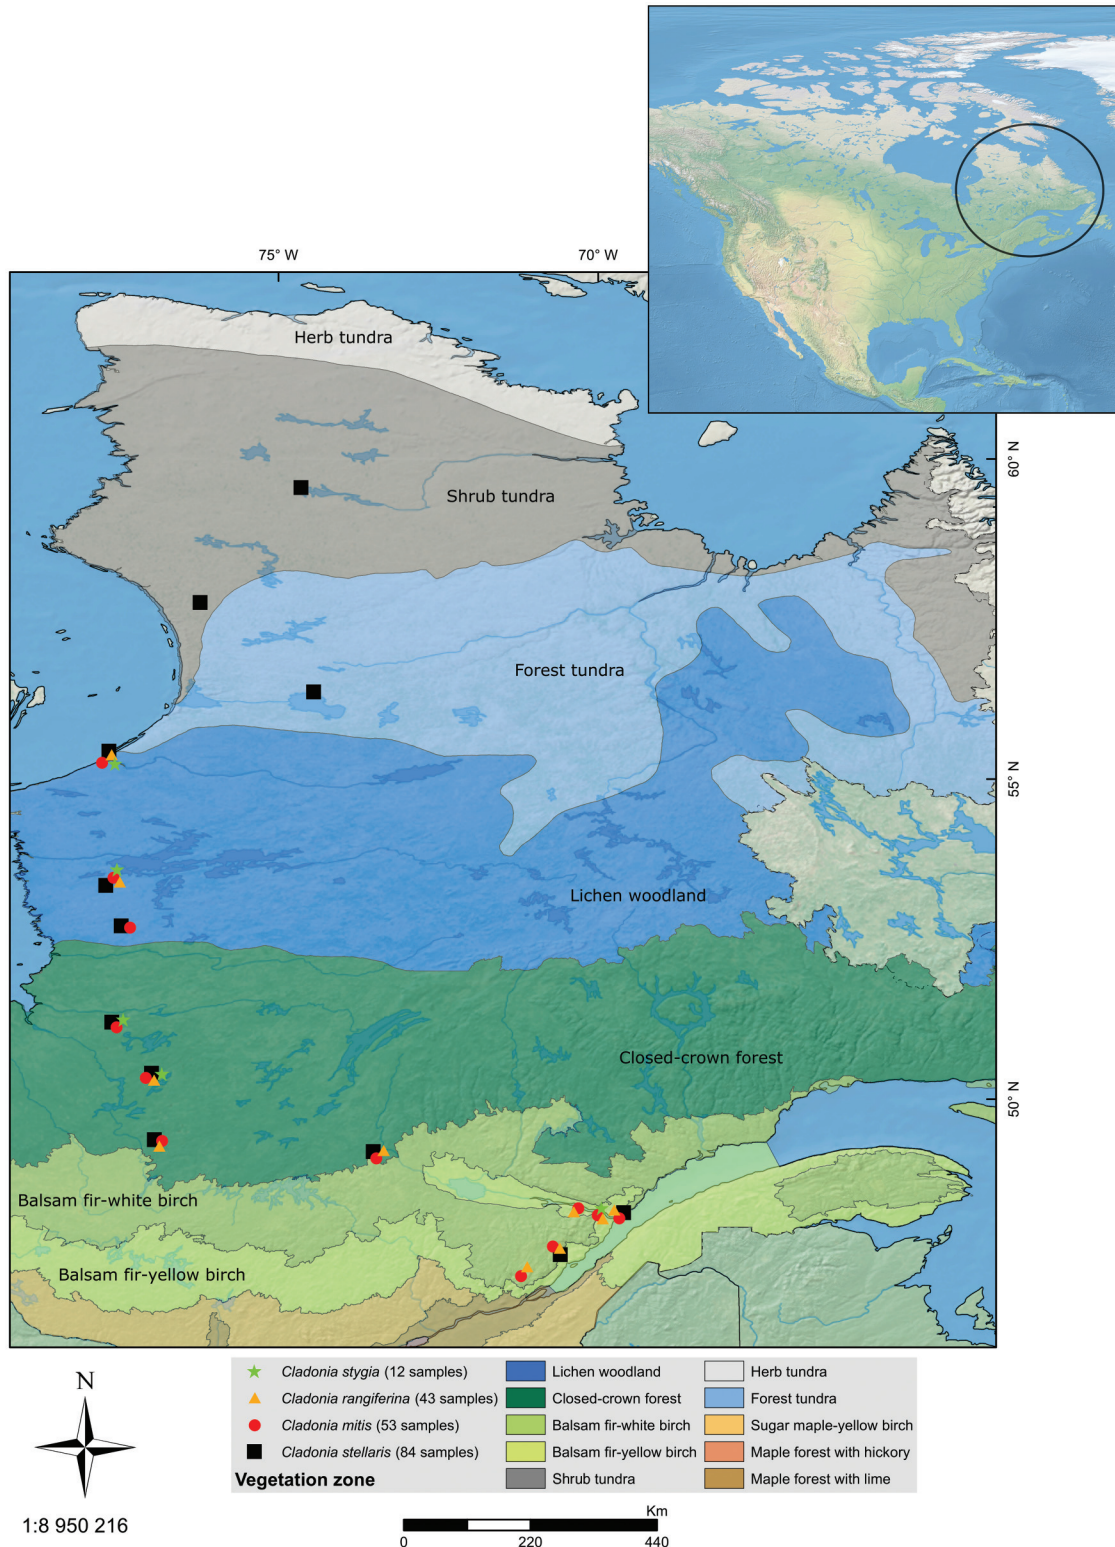 75° W
70° W
Herb tundra
60° N
Shrub tundra
Forest tundra
55° N
Lichen woodland
Closed-crown forest
50° N
Balsam fir-white birch
Balsam fir-yellow birch
Cladonia stygia (12 samples)
Cladonia rangiferina (43 samples)
Cladonia mitis (53 samples)
Cladonia stellaris (84 samples)
Vegetation zone
Lichen woodland
Closed-crown forest
Balsam fir-white birch
Balsam fir-yellow birch
Shrub tundra
Herb tundra
Forest tundra
Sugar maple-yellow birch
Maple forest with hickory
Maple forest with lime
N
1:8 950 216
Km
0 220 440